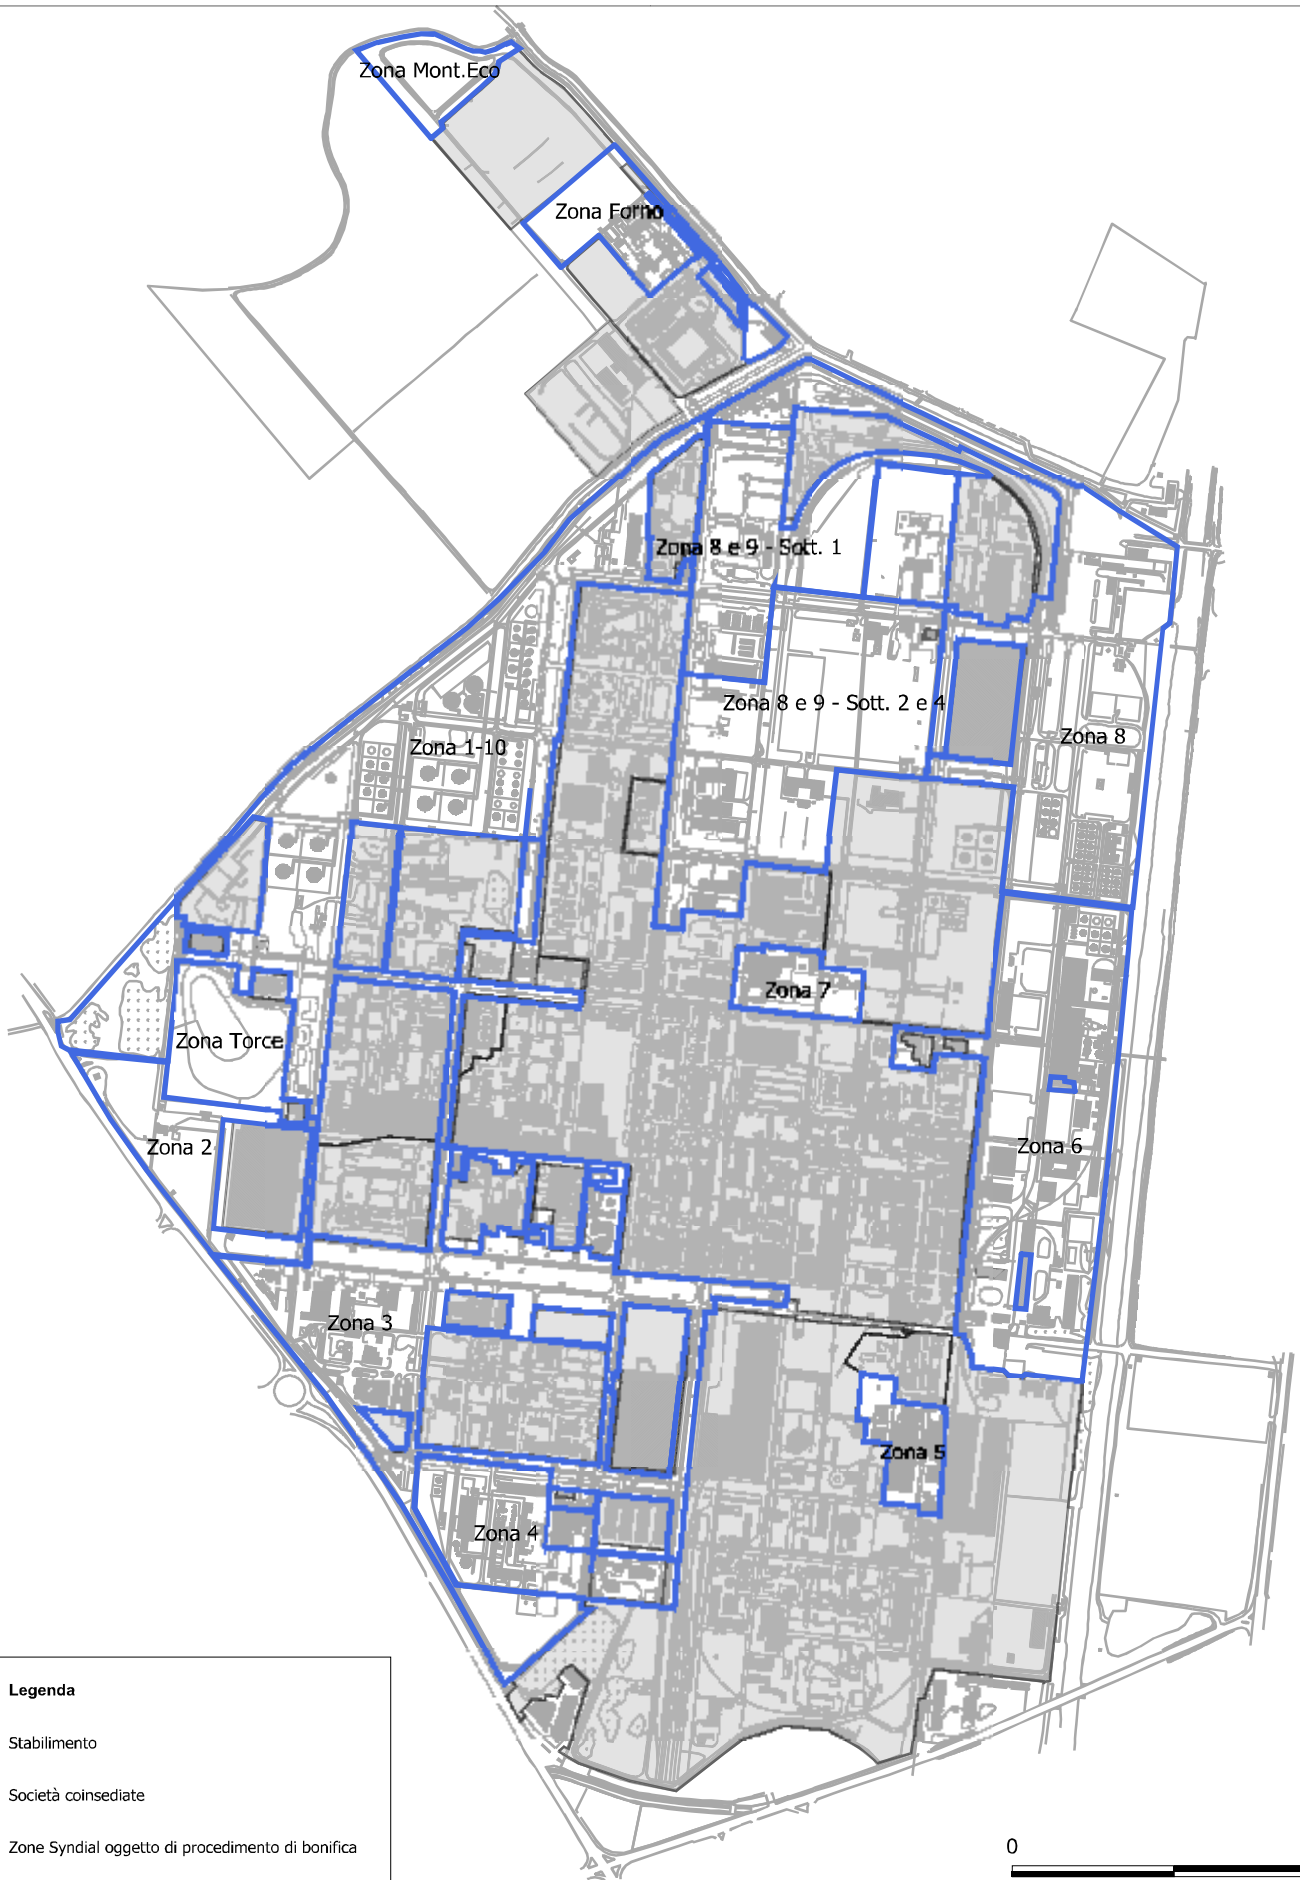 Zona Mont.Eco
Zona Forno
Zona 8 e 9 - Sott. 1
Zona 8 e 9 - Sott. 2 e 4
Zona 8
Zona 1-10
Zona 7
Zona Torce
Zona 2
Zona 6
Zona 3
Zona 5
Zona 4
Legenda
Stabilimento
Società coinsediate
Zone Syndial oggetto di procedimento di bonifica
0